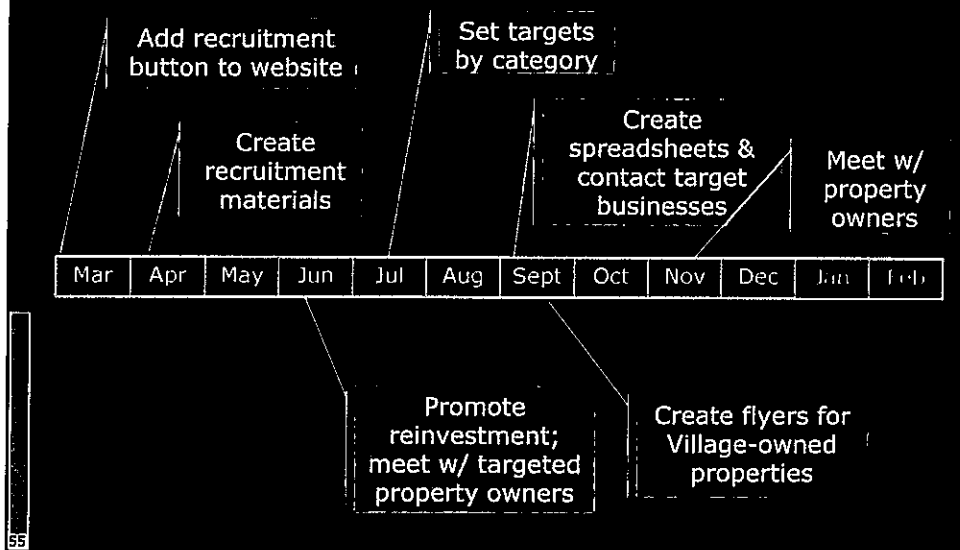 Add recruitment
button to website
Set targets
by category
Create
recruitment
materials
Create
spreadsheets &
contact target
businesses
Meet w/
property
owners
Mar Apr May Jun Jul Aug Sept Oct Nov Dec Jan Feb
Promote
reinvestment;
meet w/ targeted
property owners
Create flyers for
Village-owned
properties
55